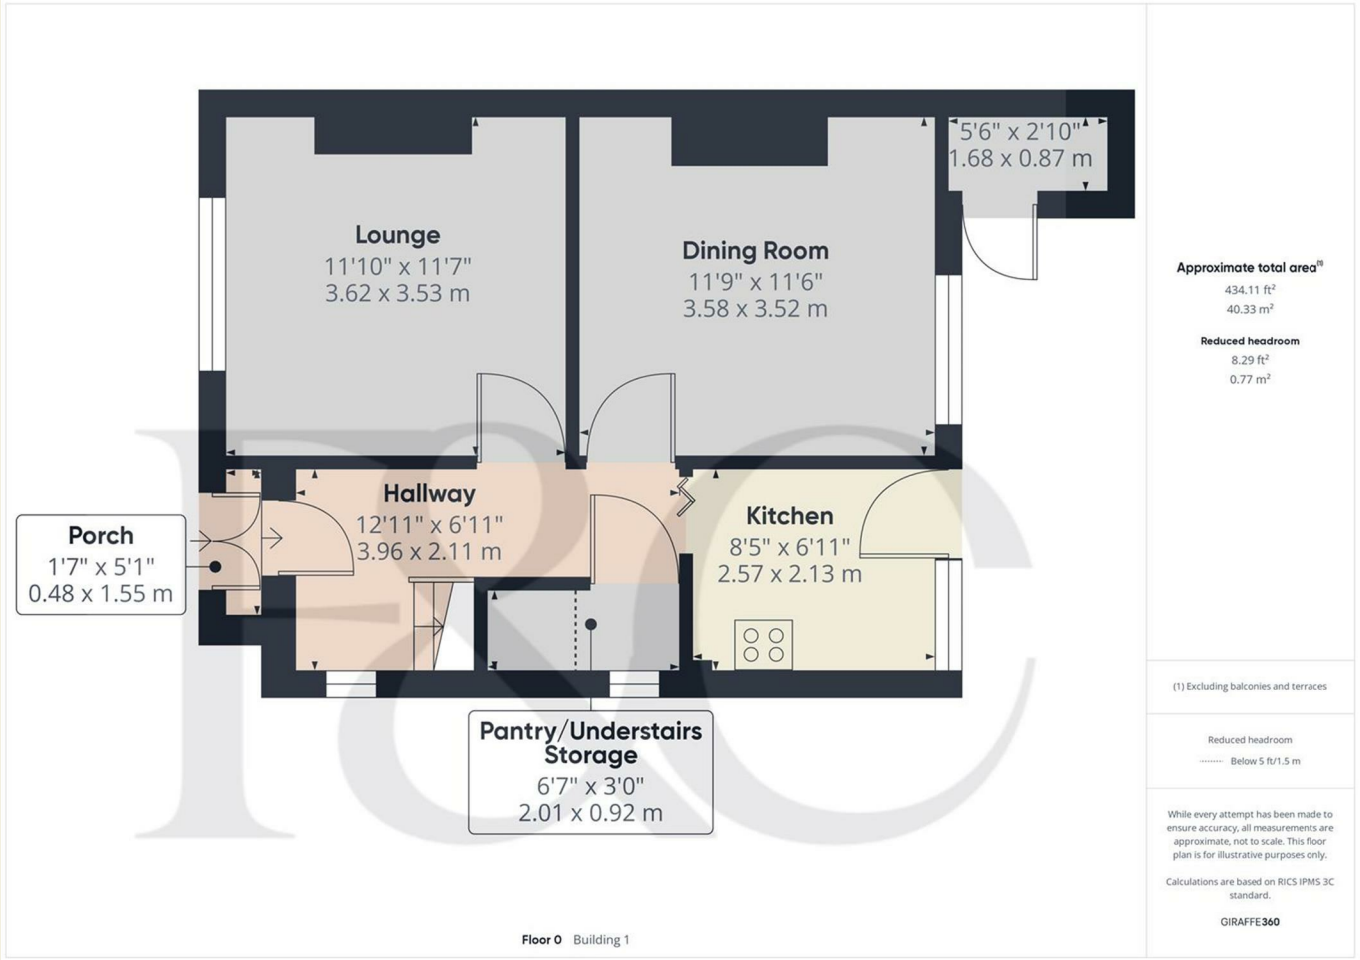 5'6" x 2'10"
1.68 x 0.87 m
Lounge
11'10" x 11'7"
3.62 x 3.53 m
Dining Room
11'9" x 11'6"
3.58 x 3.52 m
Hallway
12'11" x 6'11"
3.96 x 2.11 m
Kitchen
8'5" x 6'11"
2.57 x 2.13 m
Porch
1'7" x 5'1"
0.48 x 1.55 m
Pantry/Understairs
Storage
6'7" x 3'0"
2.01 x 0.92 m
F&C
Floor 0 Building 1
Approximate total area(1)
434.11 ft²
40.33 m²
Reduced headroom
8.29 ft²
0.77 m²
(1) Excluding balconies and terraces
Reduced headroom
Below 5 ft/1.5 m
While every attempt has been made to
ensure accuracy, all measurements are
approximate, not to scale. This floor
plan is for illustrative purposes only.
Calculations are based on RICS IPMS 3C
standard.
GIRAFFE360